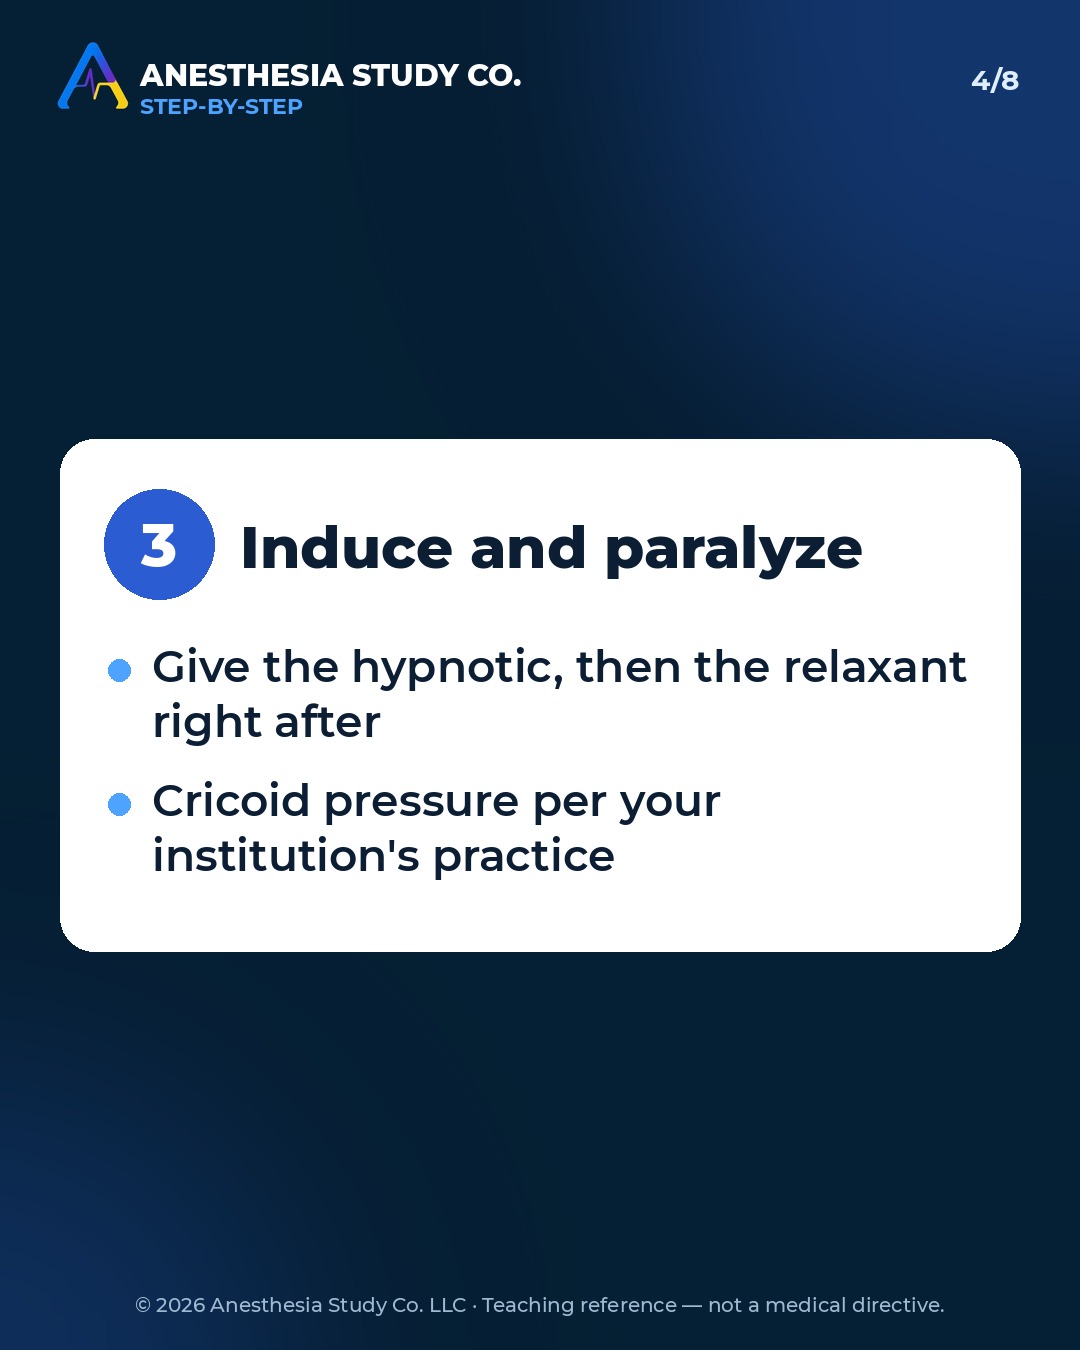 ANESTHESIA STUDY CO.
STEP-BY-STEP
4/8
3
Induce and paralyze
Give the hypnotic, then the relaxant
right after
Cricoid pressure per your
institution's practice
© 2026 Anesthesia Study Co. LLC · Teaching reference — not a medical directive.